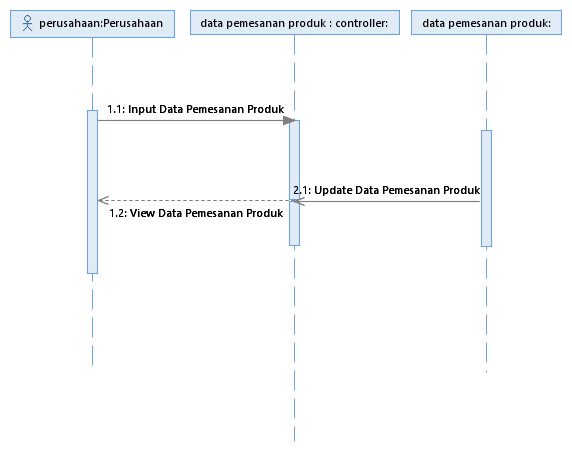 perusahaan:Perusahaan
data pemesanan produk : controller:
data pemesanan produk:
1.1: Input Data Pemesanan Produk
2.1: Update Data Pemesanan Produk
1.2: View Data Pemesanan Produk